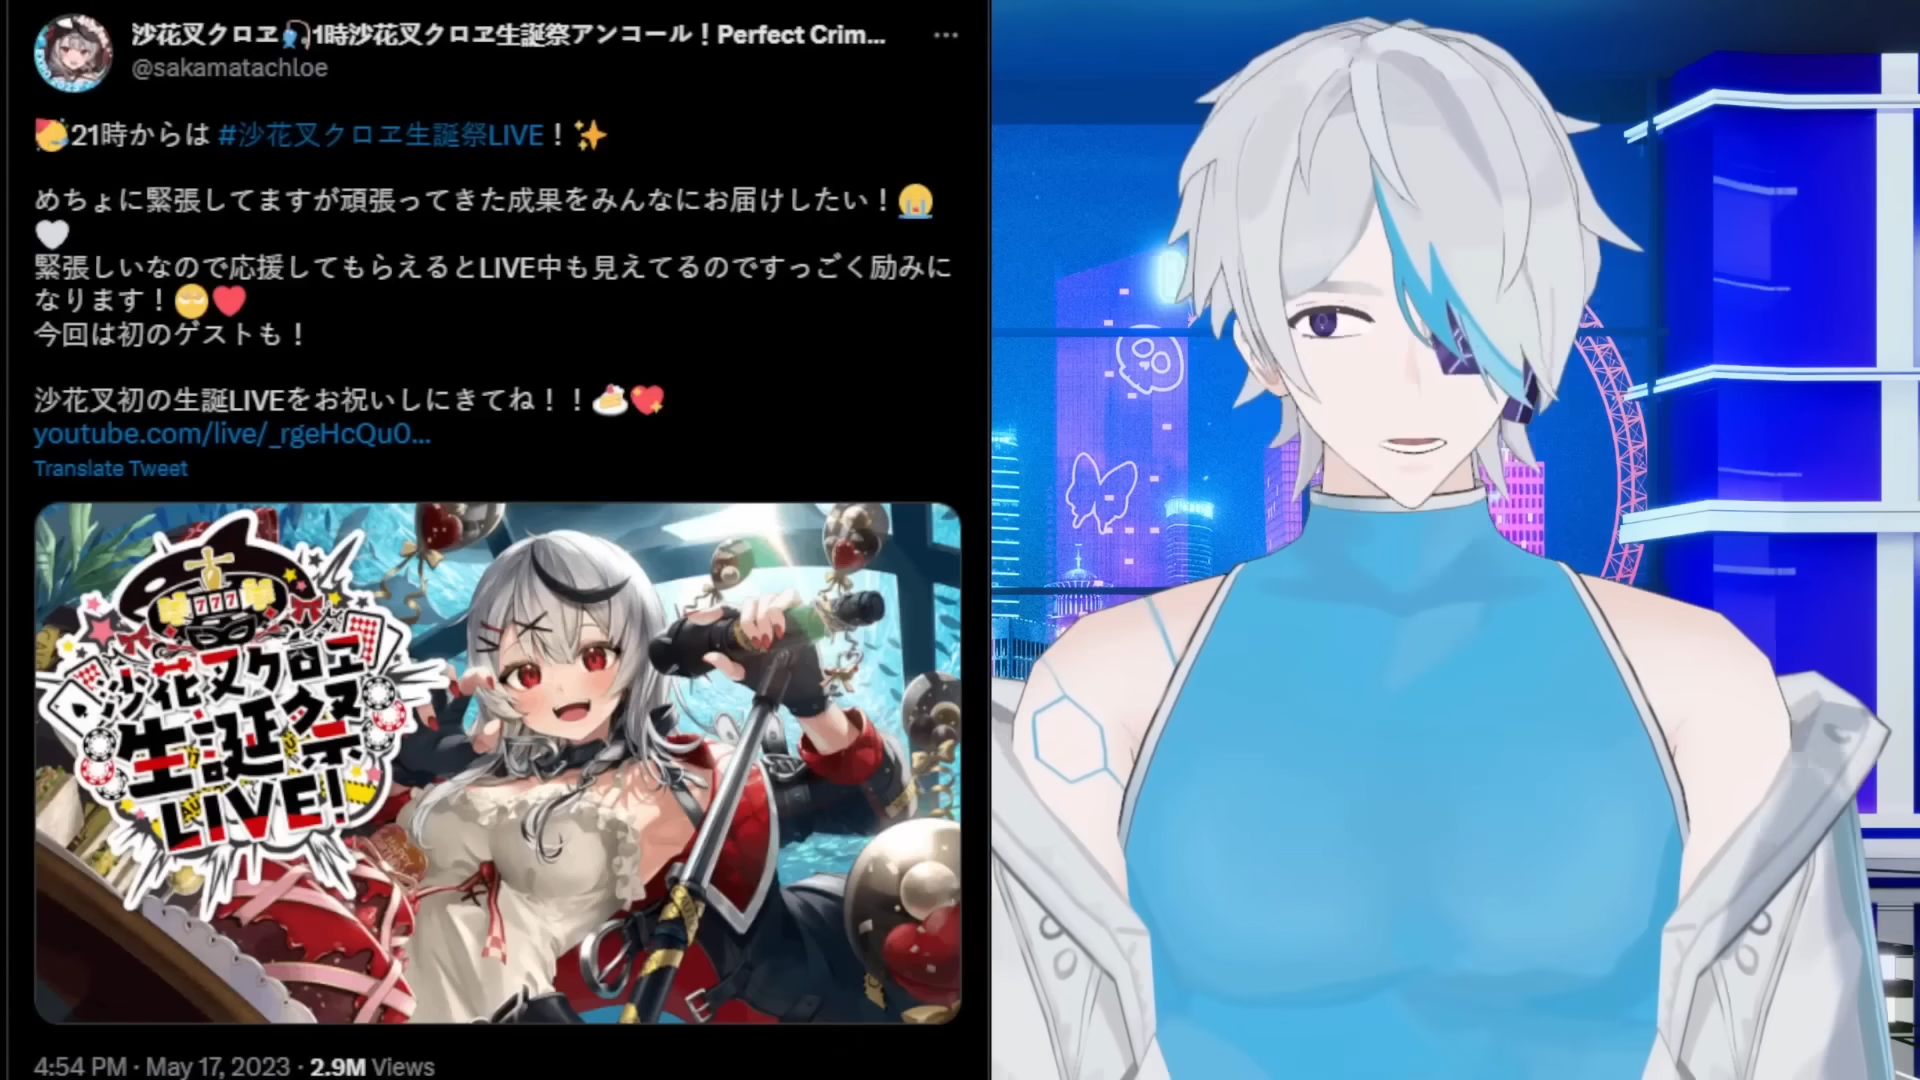 沙花叉クロヱ🎣1時沙花叉クロヱ生誕祭アンコール！Perfect Crim...
@sakamatachloe
21時からは #沙花叉クロヱ生誕祭LIVE！✨
めちょに緊張してますが頑張ってきた成果をみんなにお届けしたい！😭
🤍
緊張しいなので応援してもらえるとLIVE中も見えてるのですっごく励みに
なります！🥺❤️
今回は初のゲストも！
沙花叉初の生誕LIVEをお祝いしにきてね！！🍰💖
youtube.com/live/_rgeHcQu0...
Translate Tweet
777
沙花叉クロヱ
生誕祭
LIVE!
4:54 PM · May 17, 2023 · 2.9M Views